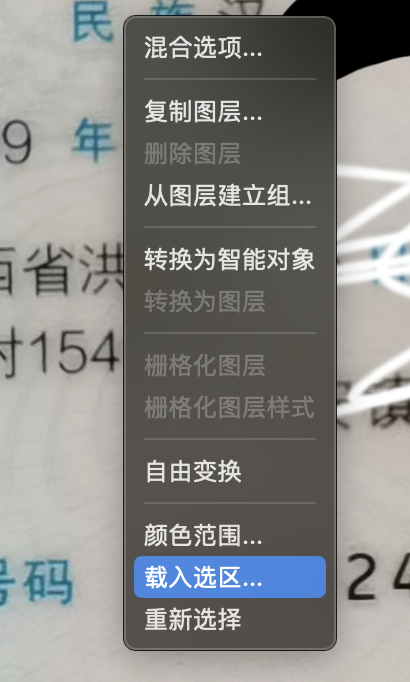 民 族 汉
混合选项...
复制图层...
9 年
删除图层
从图层建立组...
省洪
转换为智能对象
转换为图层
村154
栅格化图层
栅格化图层样式
镇
自由变换
颜色范围...
号码
载入选区...
24
重新选择